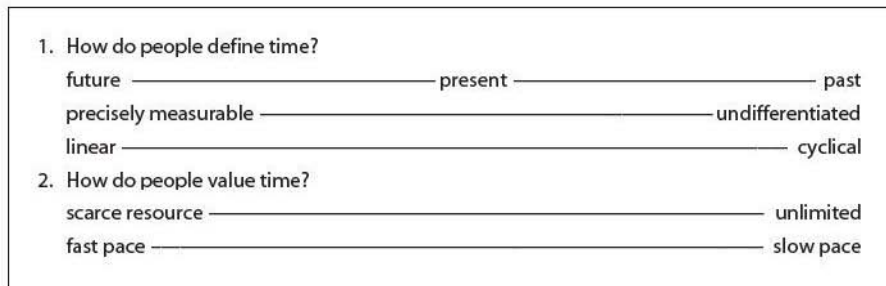 1. How do people define time?
future present past
precisely measurable undifferentiated
linear cyclical
2. How do people value time?
scarce resource unlimited
fast pace slow pace